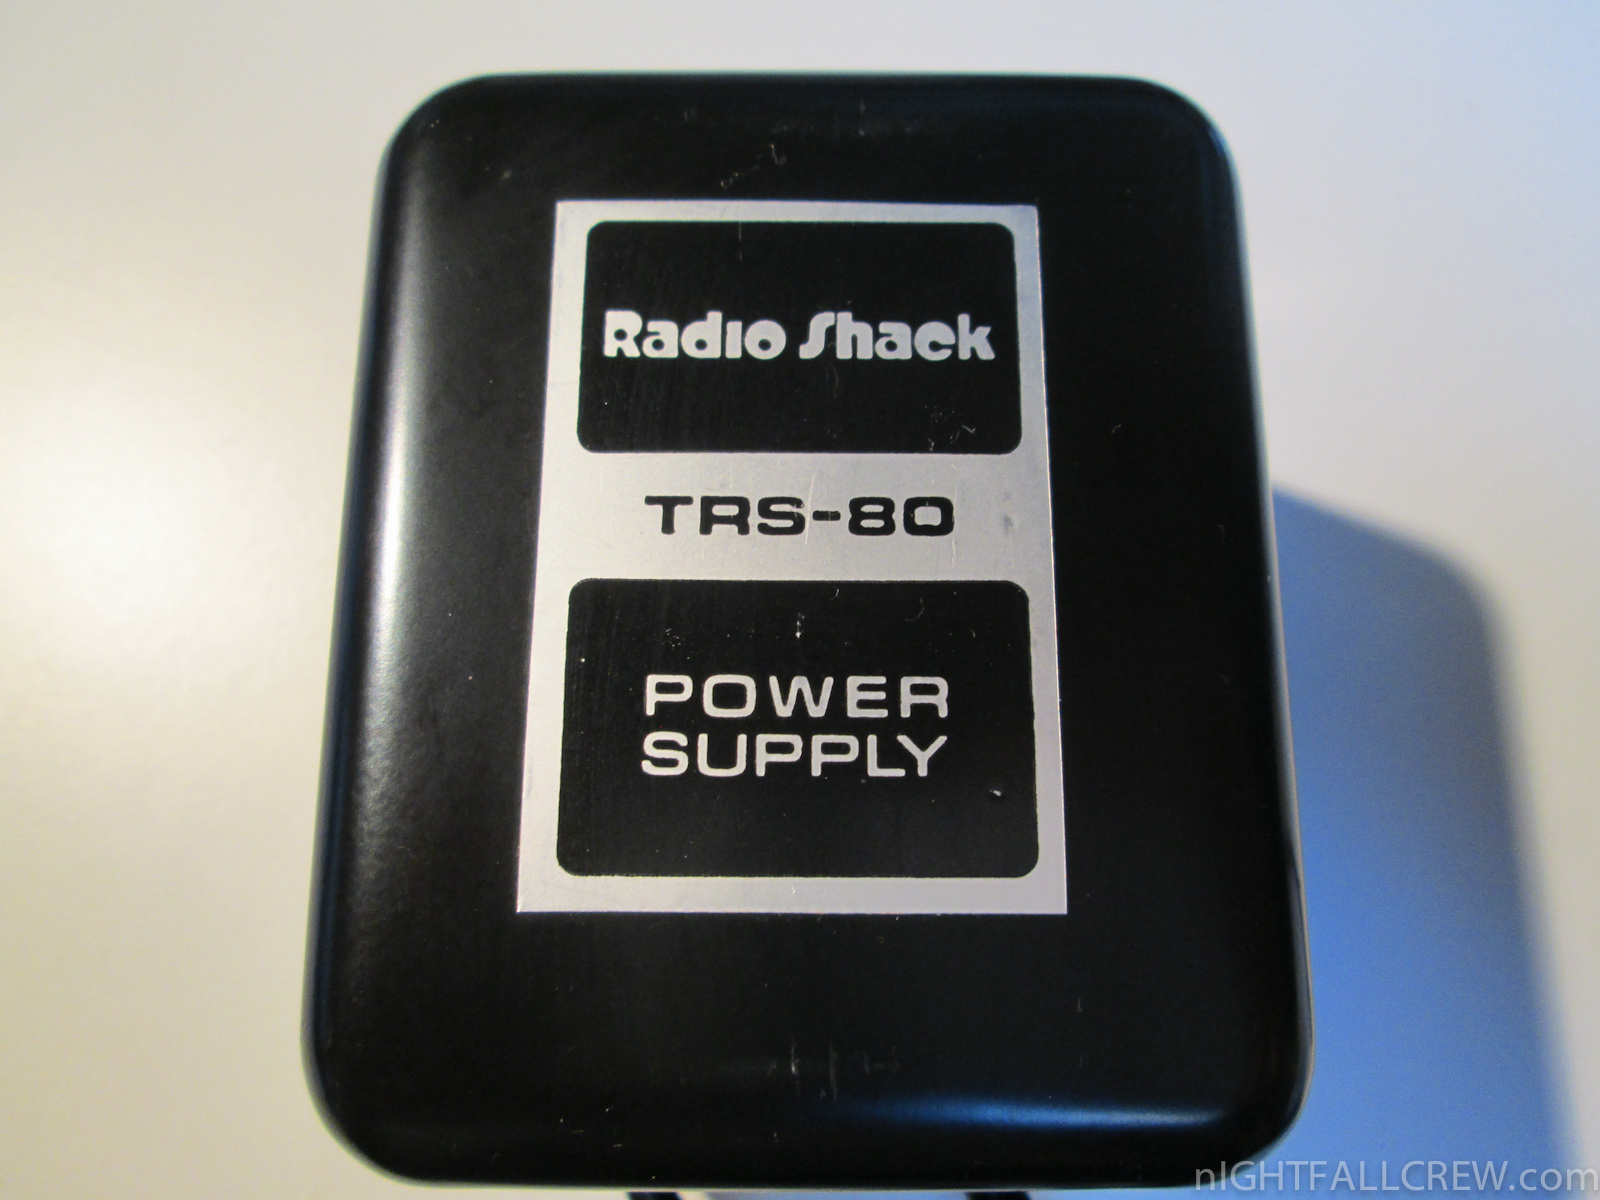 Radio Shack
TRS-80
POWER
SUPPLY
nIGHTFALLCREW.com